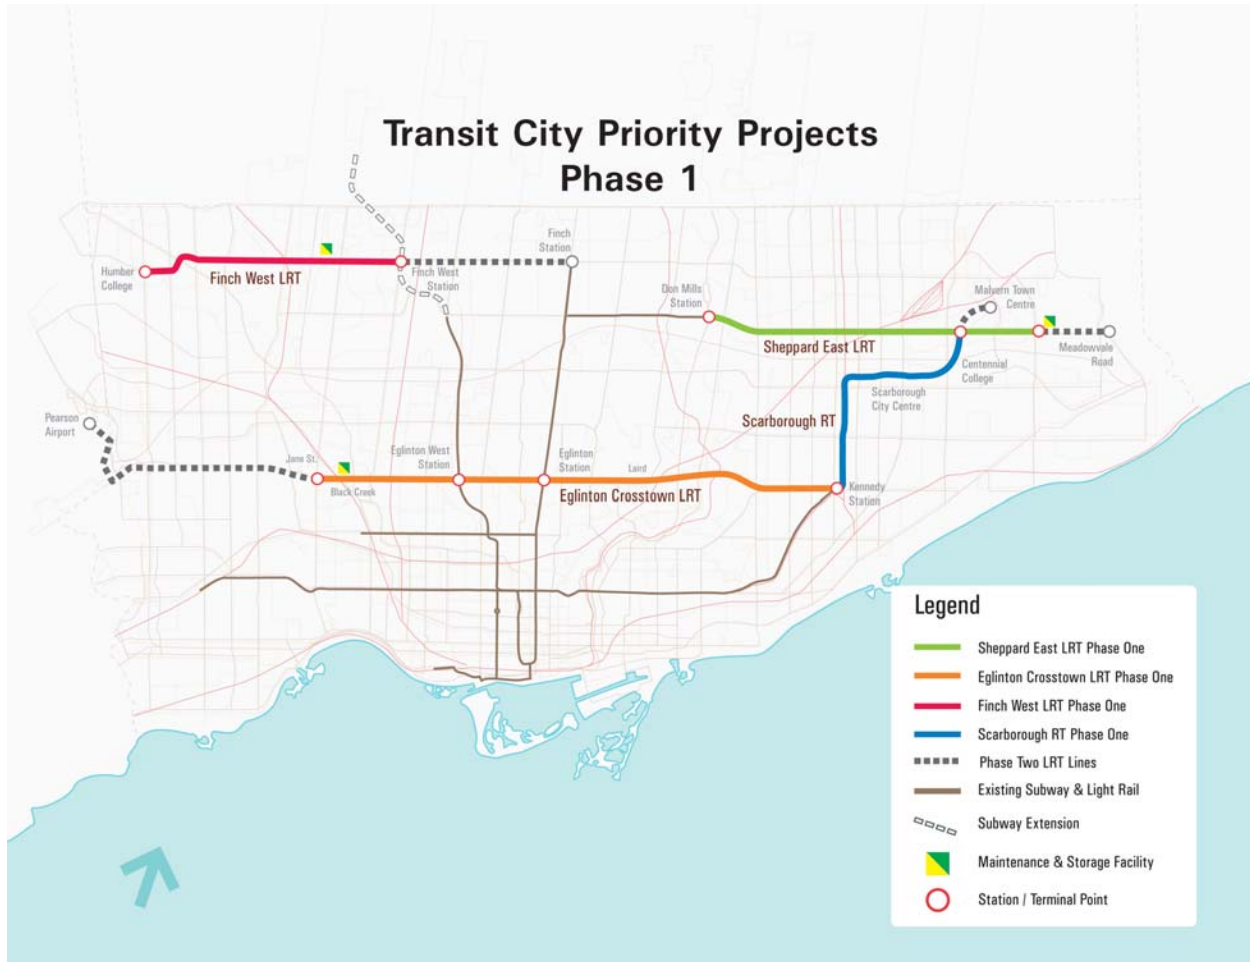 Transit City Priority Projects
Phase 1
Finch
Station
Humber
College
Finch West LRT
Finch West
Station
Don Mills
Station
Malvern Town
Centre
Sheppard East LRT
Meadowvale
Road
Centennial
College
Scarborough
City Centre
Scarborough RT
Pearson
Airport
Jane St.
Black Creek
Eglinton West
Station
Eglinton
Station
Laird
Eglinton Crosstown LRT
Kennedy
Station
Legend
Sheppard East LRT Phase One
Eglinton Crosstown LRT Phase One
Finch West LRT Phase One
Scarborough RT Phase One
Phase Two LRT Lines
Existing Subway & Light Rail
Subway Extension
Maintenance & Storage Facility
Station / Terminal Point